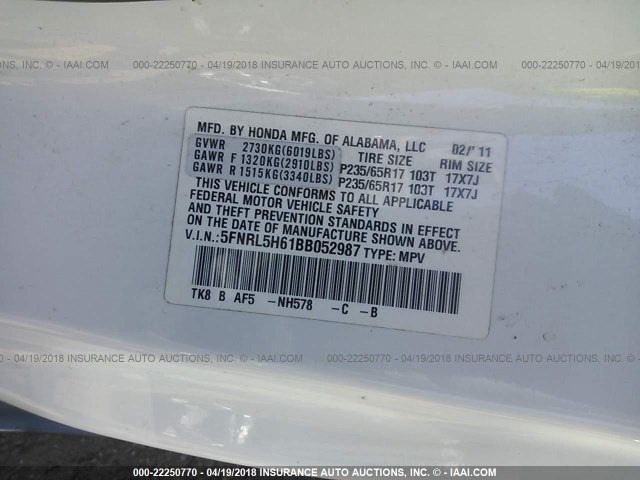 INC. - IAAI.COM 000-22250770 - 04/19/2018 INSURANCE AUTO AUCTIONS, INC. - IAAI.COM 000-22250770 - 04/19
MFD. BY HONDA MFG. OF ALABAMA, LLC 02/'11
GVWR 2730KG(6019LBS) TIRE SIZE RIM SIZE
GAWR F 1320KG(2910LBS) P235/65R17 103T 17X7J
GAWR R 1515KG(3340LBS) P235/65R17 103T 17X7J
THIS VEHICLE CONFORMS TO ALL APPLICABLE
FEDERAL MOTOR VEHICLE SAFETY
AND THEFT PREVENTION STANDARDS IN EFFECT
ON THE DATE OF MANUFACTURE SHOWN ABOVE.
V.I.N.:5FNRL5H61BB052987 TYPE: MPV
TK8 B AF5 -NH578 -C -B
04/19/2018 INSURANCE AUTO AUCTIONS, INC. - IAAI.COM 000-22250770 - 04/19/2018 INSURANCE AUTO AUCTIONS, INC.
000-22250770 - 04/19/2018 INSURANCE AUTO AUCTIONS, INC. - IAAI.COM